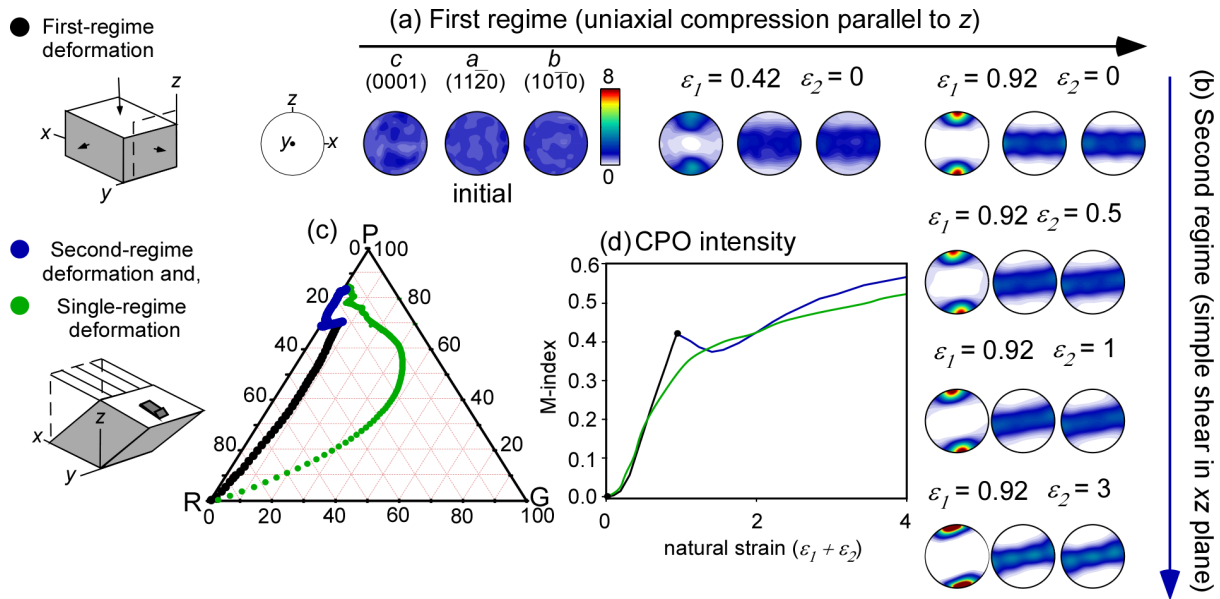 (a) First regime (uniaxial compression parallel to z)
First-regime
deformation
z
x
y
z
y
x
c
(0001)
a
(112̅0)
b
(101̅0)
initial
8
0
ε₁ = 0.42 ε₂ = 0
ε₁ = 0.92 ε₂ = 0
(b) Second regime (simple shear in xz plane)
ε₁ = 0.92 ε₂ = 0.5
ε₁ = 0.92 ε₂ = 1
ε₁ = 0.92 ε₂ = 3
Second-regime
deformation and,
Single-regime
deformation
z
x
y
(c)
P
0 100
20 80
40 60
60 40
80 20
R
G
0 20 40 60 80 100
(d) CPO intensity
M-index
0.6
0.5
0.4
0.3
0.2
0.1
0.0
0 2 4
natural strain (ε₁ + ε₂)